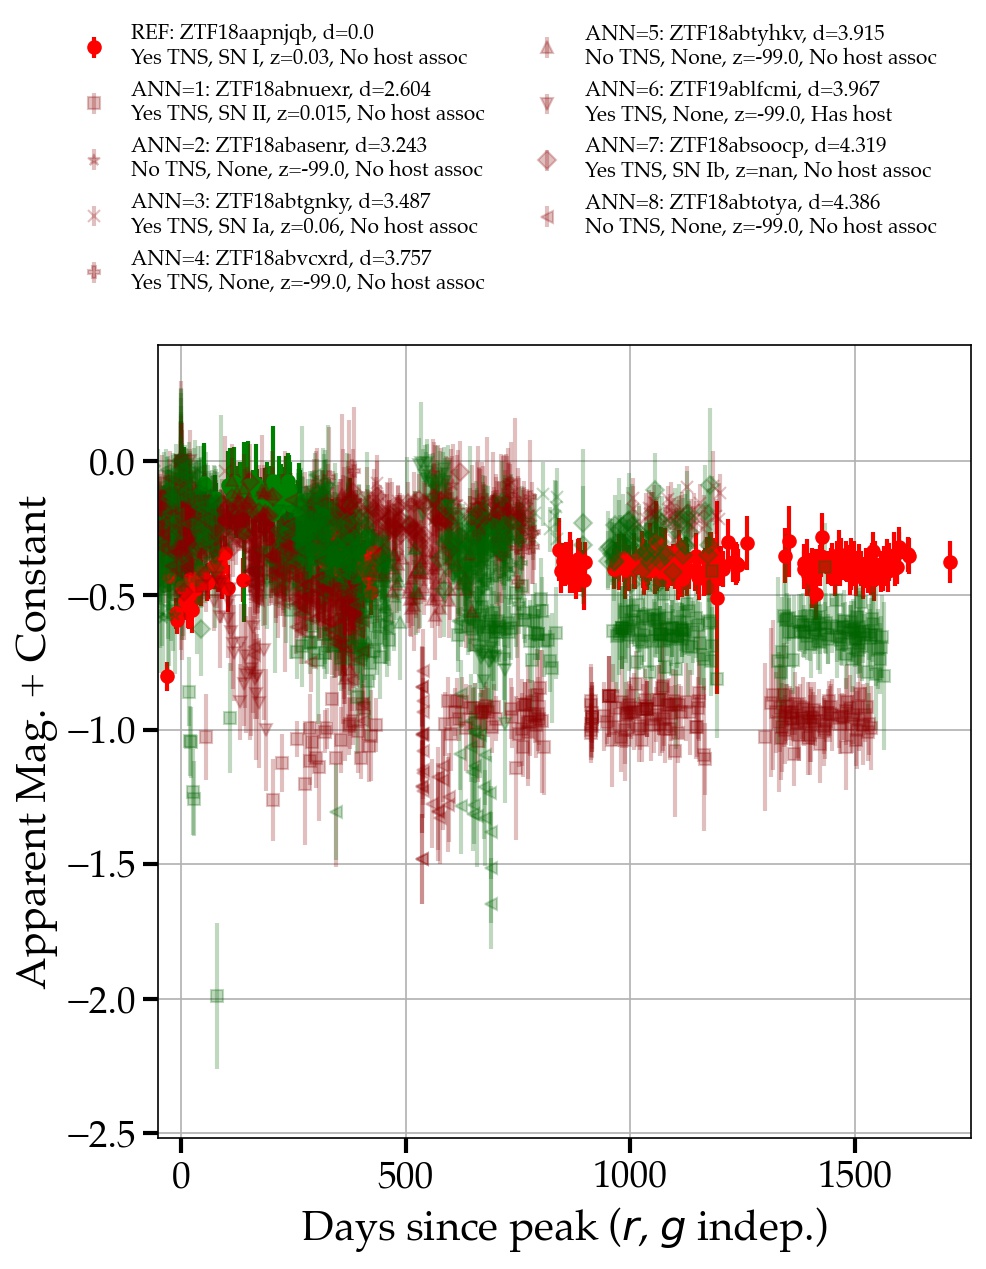 REF: ZTF18aapnjqb, d=0.0
Yes TNS, SN I, z=0.03, No host assoc
ANN=1: ZTF18abnuexr, d=2.604
Yes TNS, SN II, z=0.015, No host assoc
ANN=2: ZTF18abasenr, d=3.243
No TNS, None, z=-99.0, No host assoc
ANN=3: ZTF18abtgnky, d=3.487
Yes TNS, SN Ia, z=0.06, No host assoc
ANN=4: ZTF18abvcxrd, d=3.757
Yes TNS, None, z=-99.0, No host assoc
ANN=5: ZTF18abtyhkv, d=3.915
No TNS, None, z=-99.0, No host assoc
ANN=6: ZTF19ablfcmi, d=3.967
Yes TNS, None, z=-99.0, Has host
ANN=7: ZTF18absoocp, d=4.319
Yes TNS, SN Ib, z=nan, No host assoc
ANN=8: ZTF18abtotya, d=4.386
No TNS, None, z=-99.0, No host assoc
Apparent Mag. + Constant
0.0
−0.5
−1.0
−1.5
−2.0
−2.5
0 500 1000 1500
Days since peak (r, g indep.)